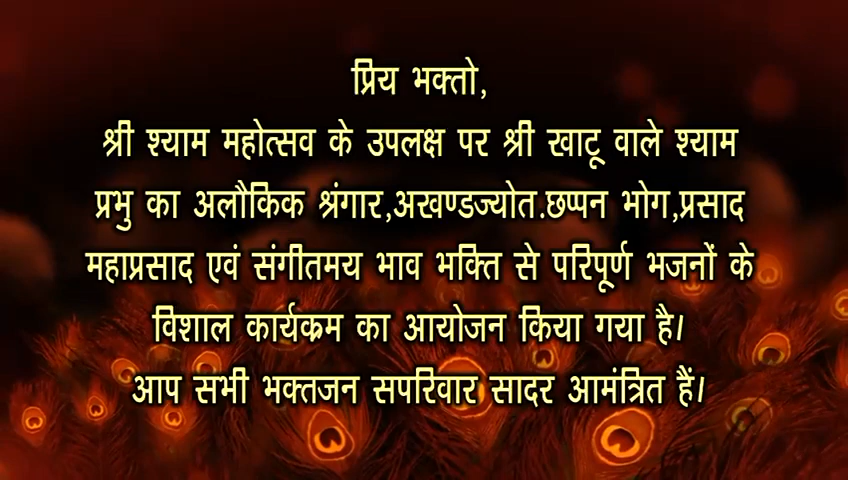 प्रिय भक्तो,
श्री श्याम महोत्सव के उपलक्ष पर श्री खाटू वाले श्याम
प्रभु का अलौकिक श्रंगार,अखण्डज्योत.छप्पन भोग,प्रसाद
महाप्रसाद एवं संगीतमय भाव भक्ति से परिपूर्ण भजनों के
विशाल कार्यक्रम का आयोजन किया गया है।
आप सभी भक्तजन सपरिवार सादर आमंत्रित हैं।